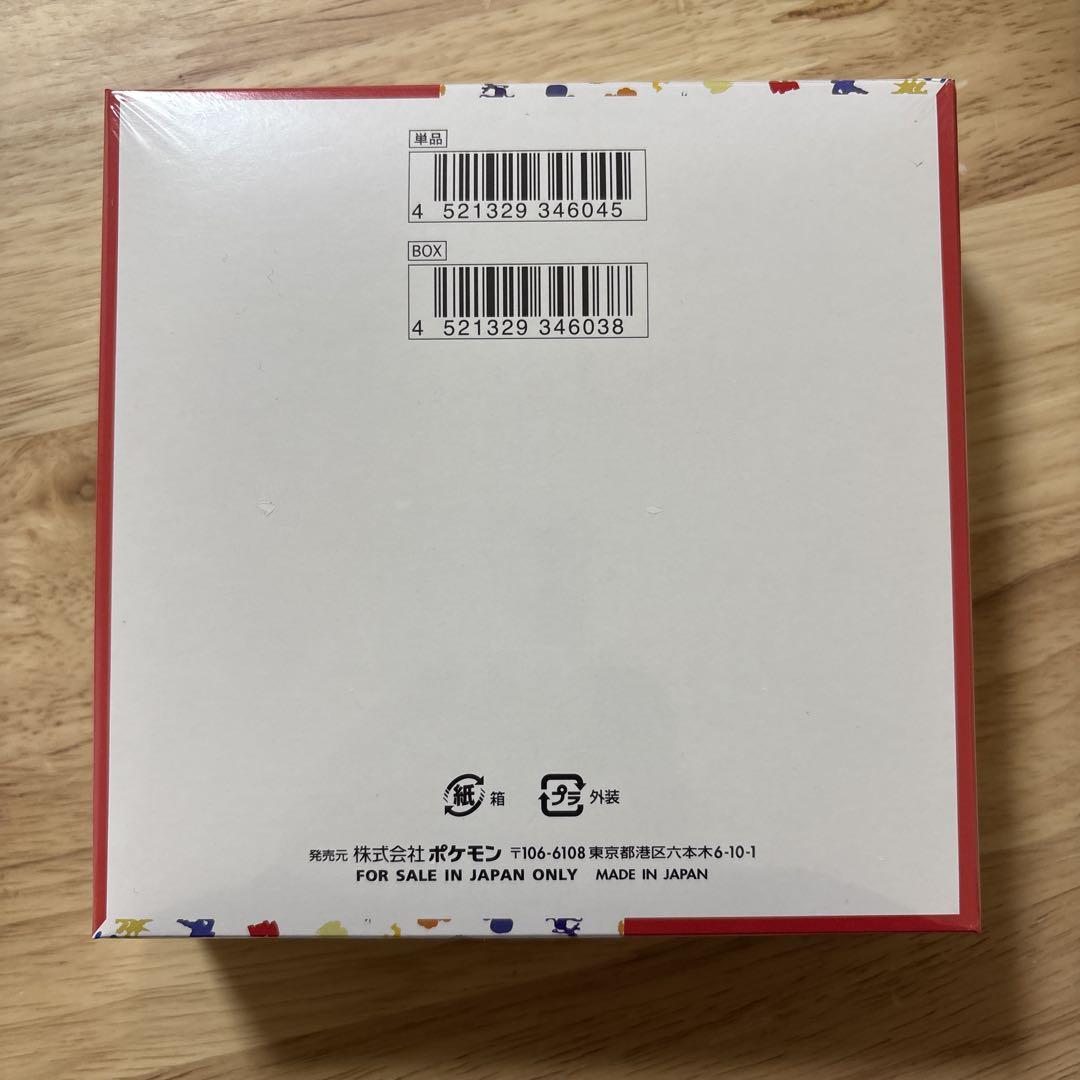 単品
4 521329 346045
BOX
4 521329 346038
紙 箱
プラ 外装
発売元 株式会社 ポケモン 〒106-6108 東京都港区六本木6-10-1
FOR SALE IN JAPAN ONLY MADE IN JAPAN